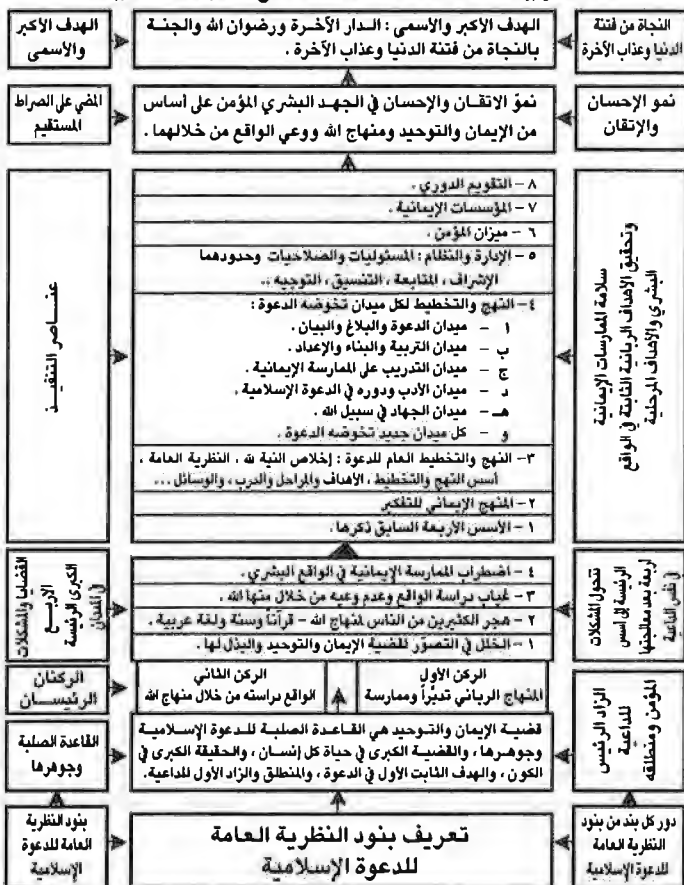 النجاة من فتنة
الدنيا وعذاب الآخرة
الهدف الأكبر والأسمى : الدار الآخرة ورضوان الله والجنة
بالنجاة من فتنة الدنيا وعذاب الآخرة .
الهدف الأكبر
والأسمى
نمو الإحسان
والإتقان
نموّ الاتقان والإحسان في الجهد البشري المؤمن على أساس
من الإيمان والتوحيد ومنهاج الله ووعي الواقع من خلالهما .
المضي على الصراط
المستقيم
سلامة الممارسات الإيمانية
وتحقيق الأهداف الربانية الثابتة في الواقع
البشري والأهداف المرحلية
٨ – التقويم الدوري .
٧ – المؤسسات الإيمانية .
٦ – ميزان المؤمن .
٥ – الإدارة والنظام : المسئوليات والصلاحيات وحدودهما
الإشراف ، المتابعة ، التنسيق ، التوجيه ..
٤– النهج والتخطيط لكل ميدان تخوضه الدعوة :
أ – ميدان الدعوة والبلاغ والبيان .
ب – ميدان التربية والبناء والإعداد .
ج – ميدان التدريب على الممارسة الإيمانية .
د – ميدان الأدب ودوره في الدعوة الإسلامية .
هـ – ميدان الجهاد في سبيل الله .
و – كل ميدان جديد تخوضه الدعوة .
٣– النهج والتخطيط العام للدعوة : إخلاص النية لله ، النظرية العامة ،
أسس النهج والتخطيط ، الأهداف والمراحل والدرب ، والوسائل ...
٢– المنهج الإيماني للتفكير
١ – الأسس الأربعة السابق ذكرها .
عناصر التنفيذ
تتحول المشكلات
الرئيسة إلى أسس
أربعة بعد معالجتها
في نفس الداعية
٤ – اضطراب الممارسة الإيمانية في الواقع البشري .
٣ – غياب دراسة الواقع وعدم وعيه من خلال منهاج الله .
٢ – هجر الكثيرين من الناس لمنهاج الله – قرآناً وسنة ولغة عربية .
١ – الخلل في التصوّر لقضية الإيمان والتوحيد والبذل لها .
القضايا والمشكلات
الكبرى الرئيسة
الأربع
في الميدان
الركن الأول
المنهاج الرباني تدبّراً وممارسة
الركن الثاني
الواقع دراسته من خلال منهاج الله
الركنان
الرئيســان
الزاد الرئيس
للداعية
المؤمن ومنطلقه
قضية الإيمان والتوحيد هي القاعدة الصلبة للدعوة الإسلامية
وجوهرها ، والقضية الكبرى في حياة كل إنسان ، والحقيقة الكبرى في
الكون ، والهدف الثابت الأول في الدعوة ، والمنطلق والزاد الأول للداعية.
القاعدة الصلبة
وجوهرها
دور كل بند من بنود
النظرية العامة
للدعوة الإسلامية
تعريف بنود النظرية العامة
للدعوة الإسلامية
بنود النظرية
العامة للدعوة
الإسلامية